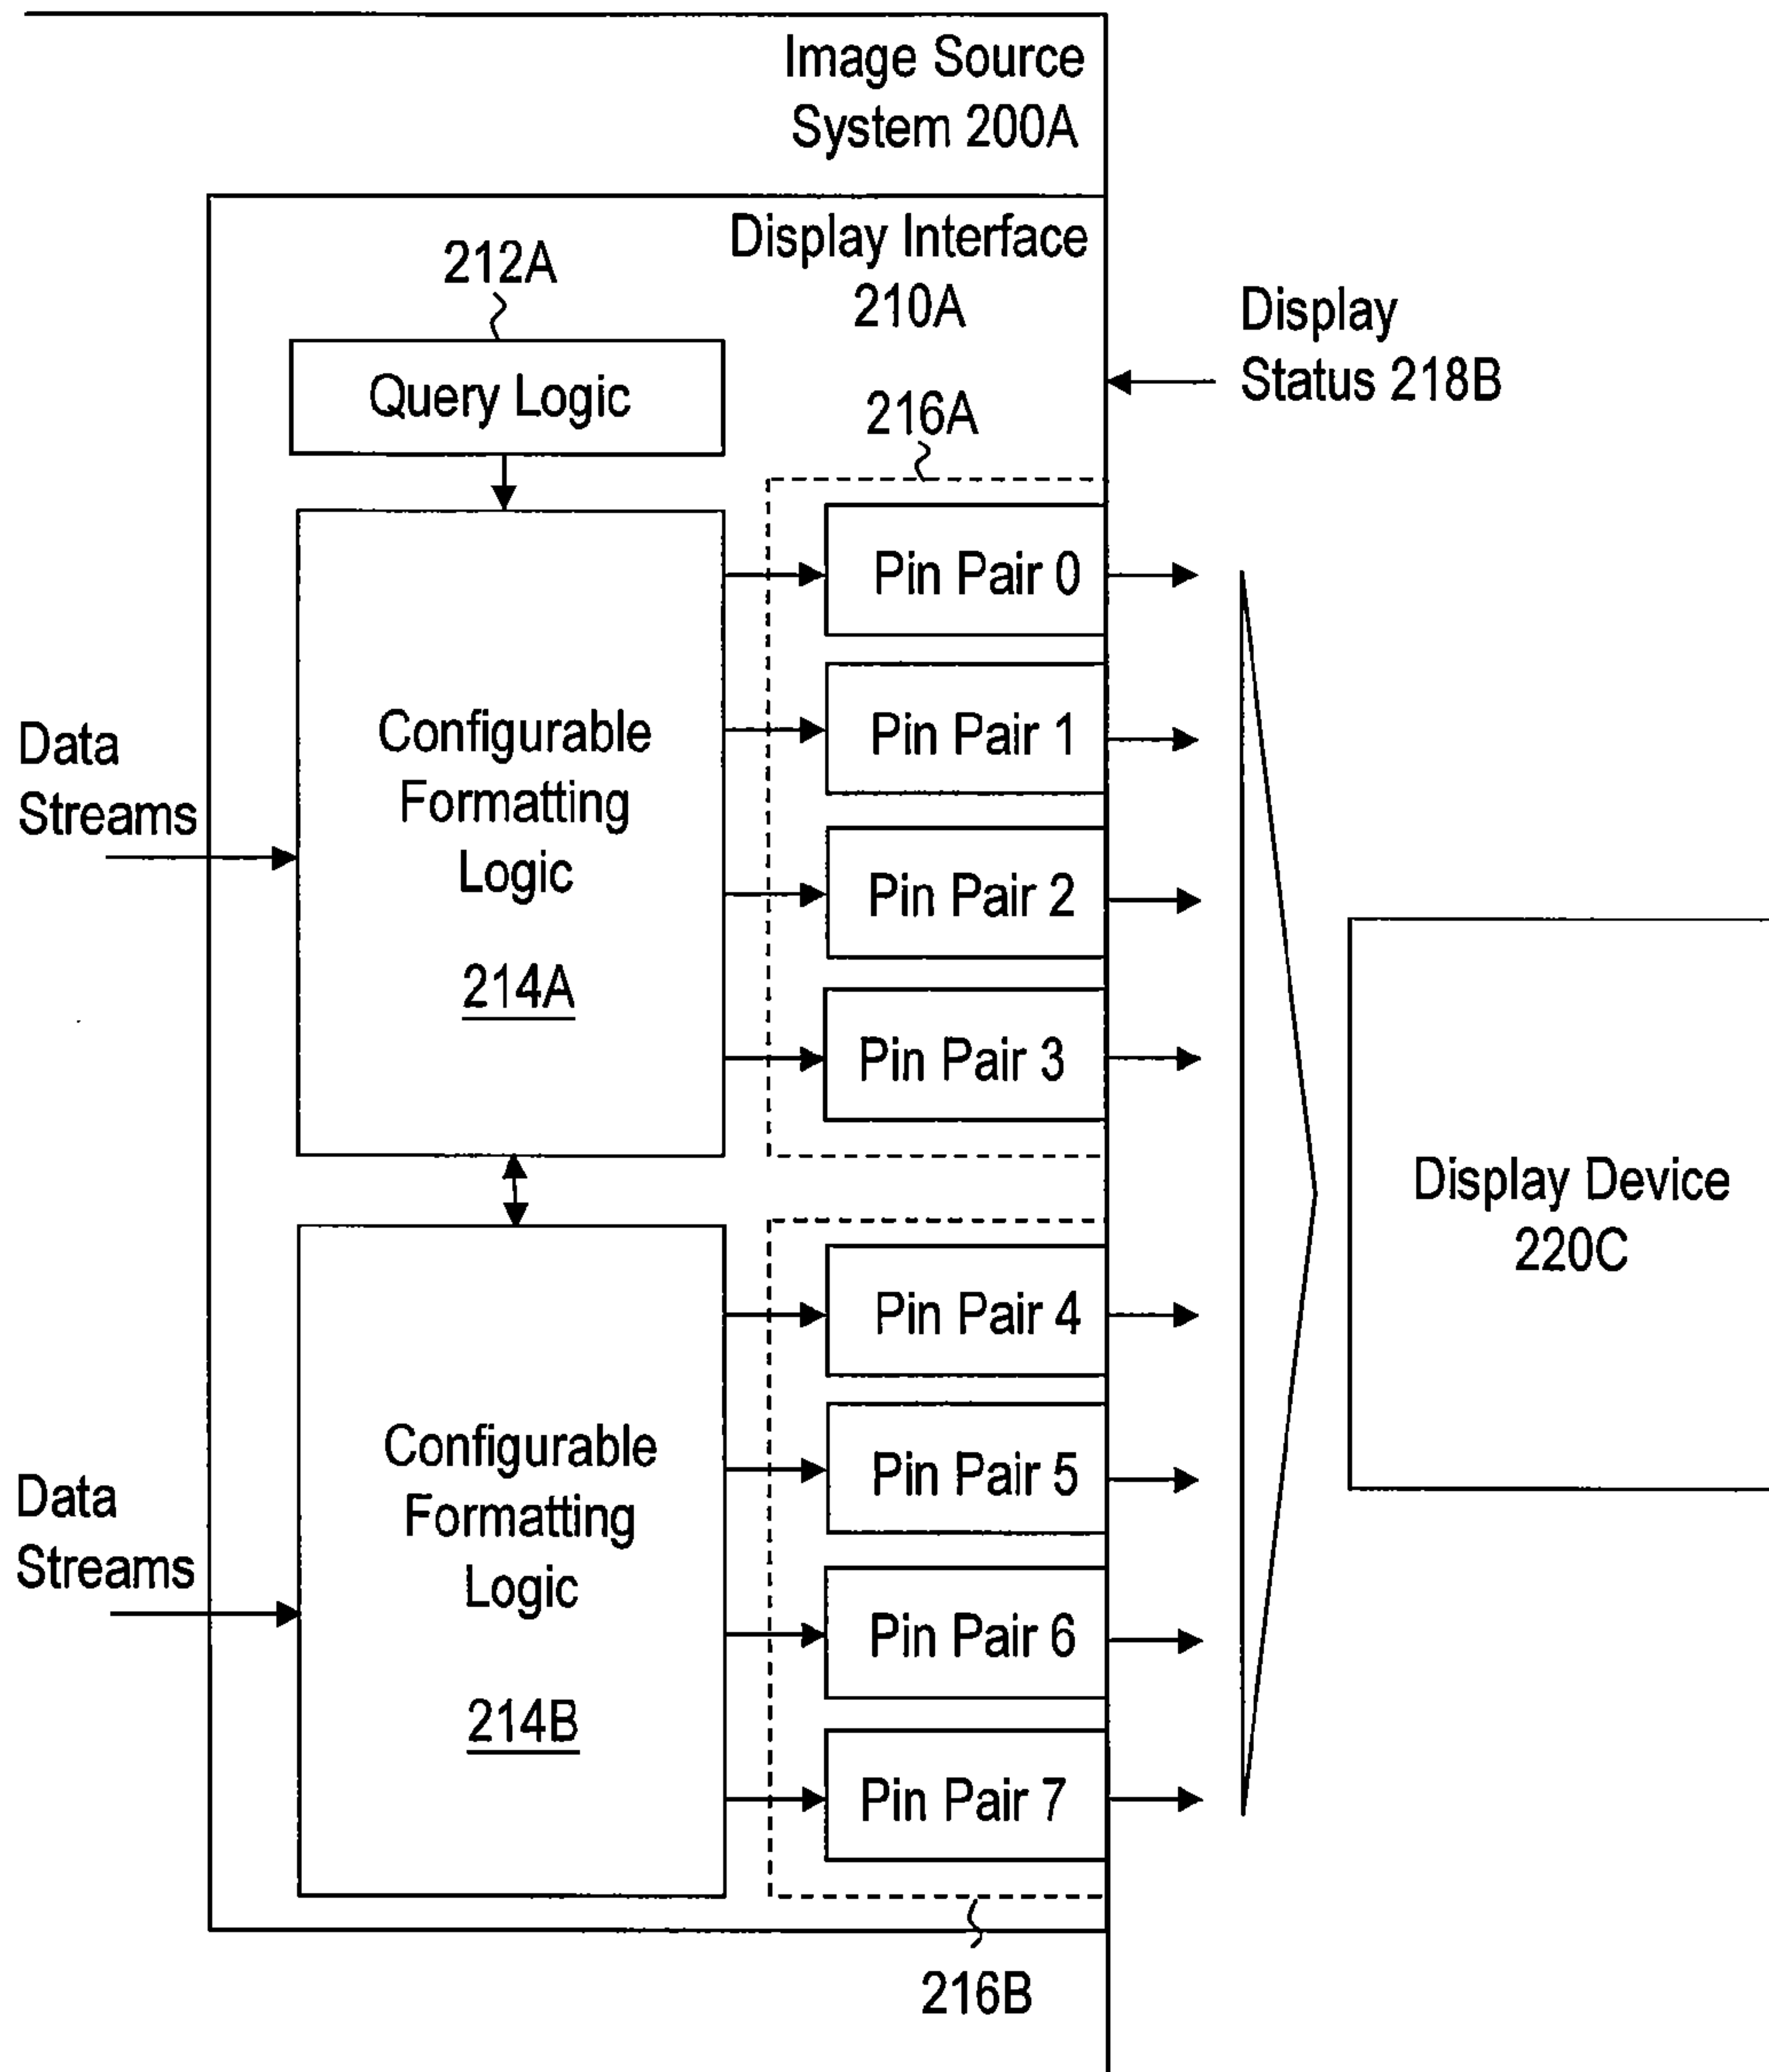 Image Source
System 200A
Display Interface
210A
212A
Query Logic
Display
Status 218B
216A
Pin Pair 0
Pin Pair 1
Pin Pair 2
Pin Pair 3
Data
Streams
Configurable
Formatting
Logic
214A
Display Device
220C
Pin Pair 4
Pin Pair 5
Pin Pair 6
Pin Pair 7
Data
Streams
Configurable
Formatting
Logic
214B
216B